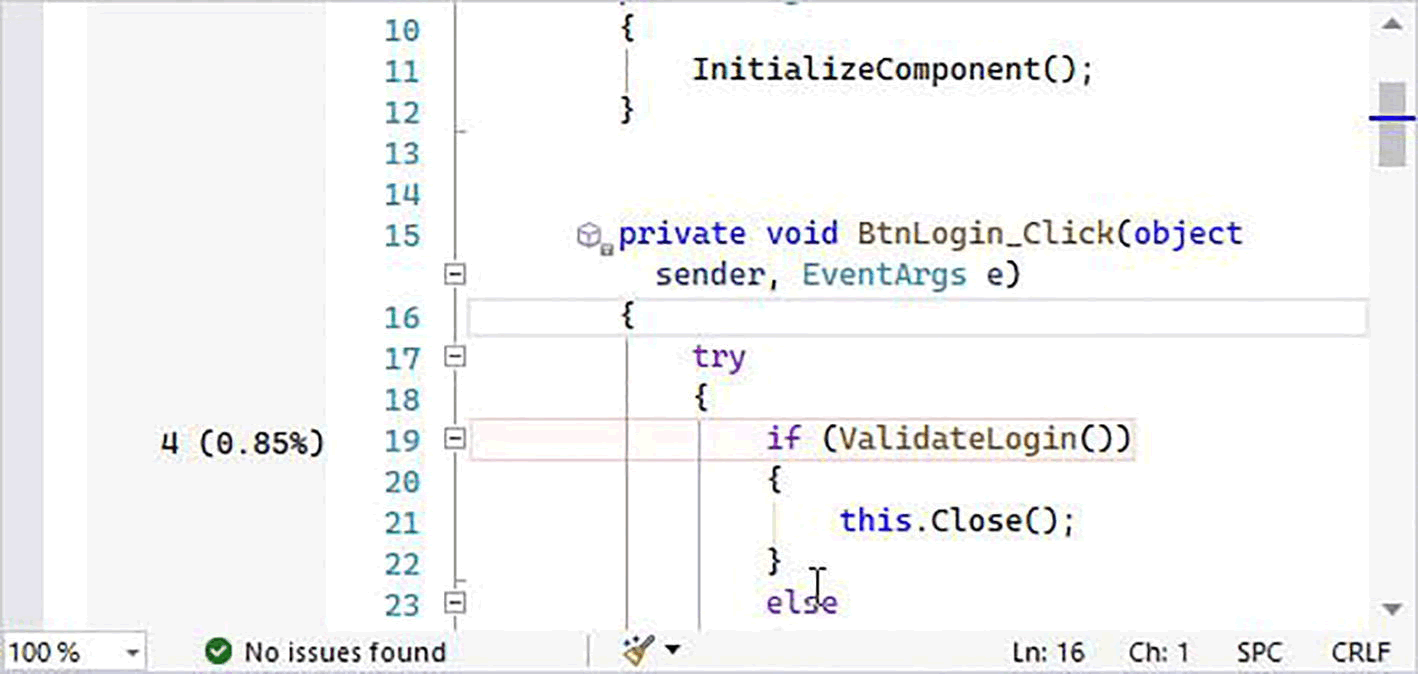 10 {
11 InitializeComponent();
12 }
13
14
15 private void BtnLogin_Click(object
sender, EventArgs e)
16 {
17 try
18 {
4 (0.85%) 19 if (ValidateLogin())
20 {
21 this.Close();
22 }
23 else
100 % No issues found Ln: 16 Ch: 1 SPC CRLF